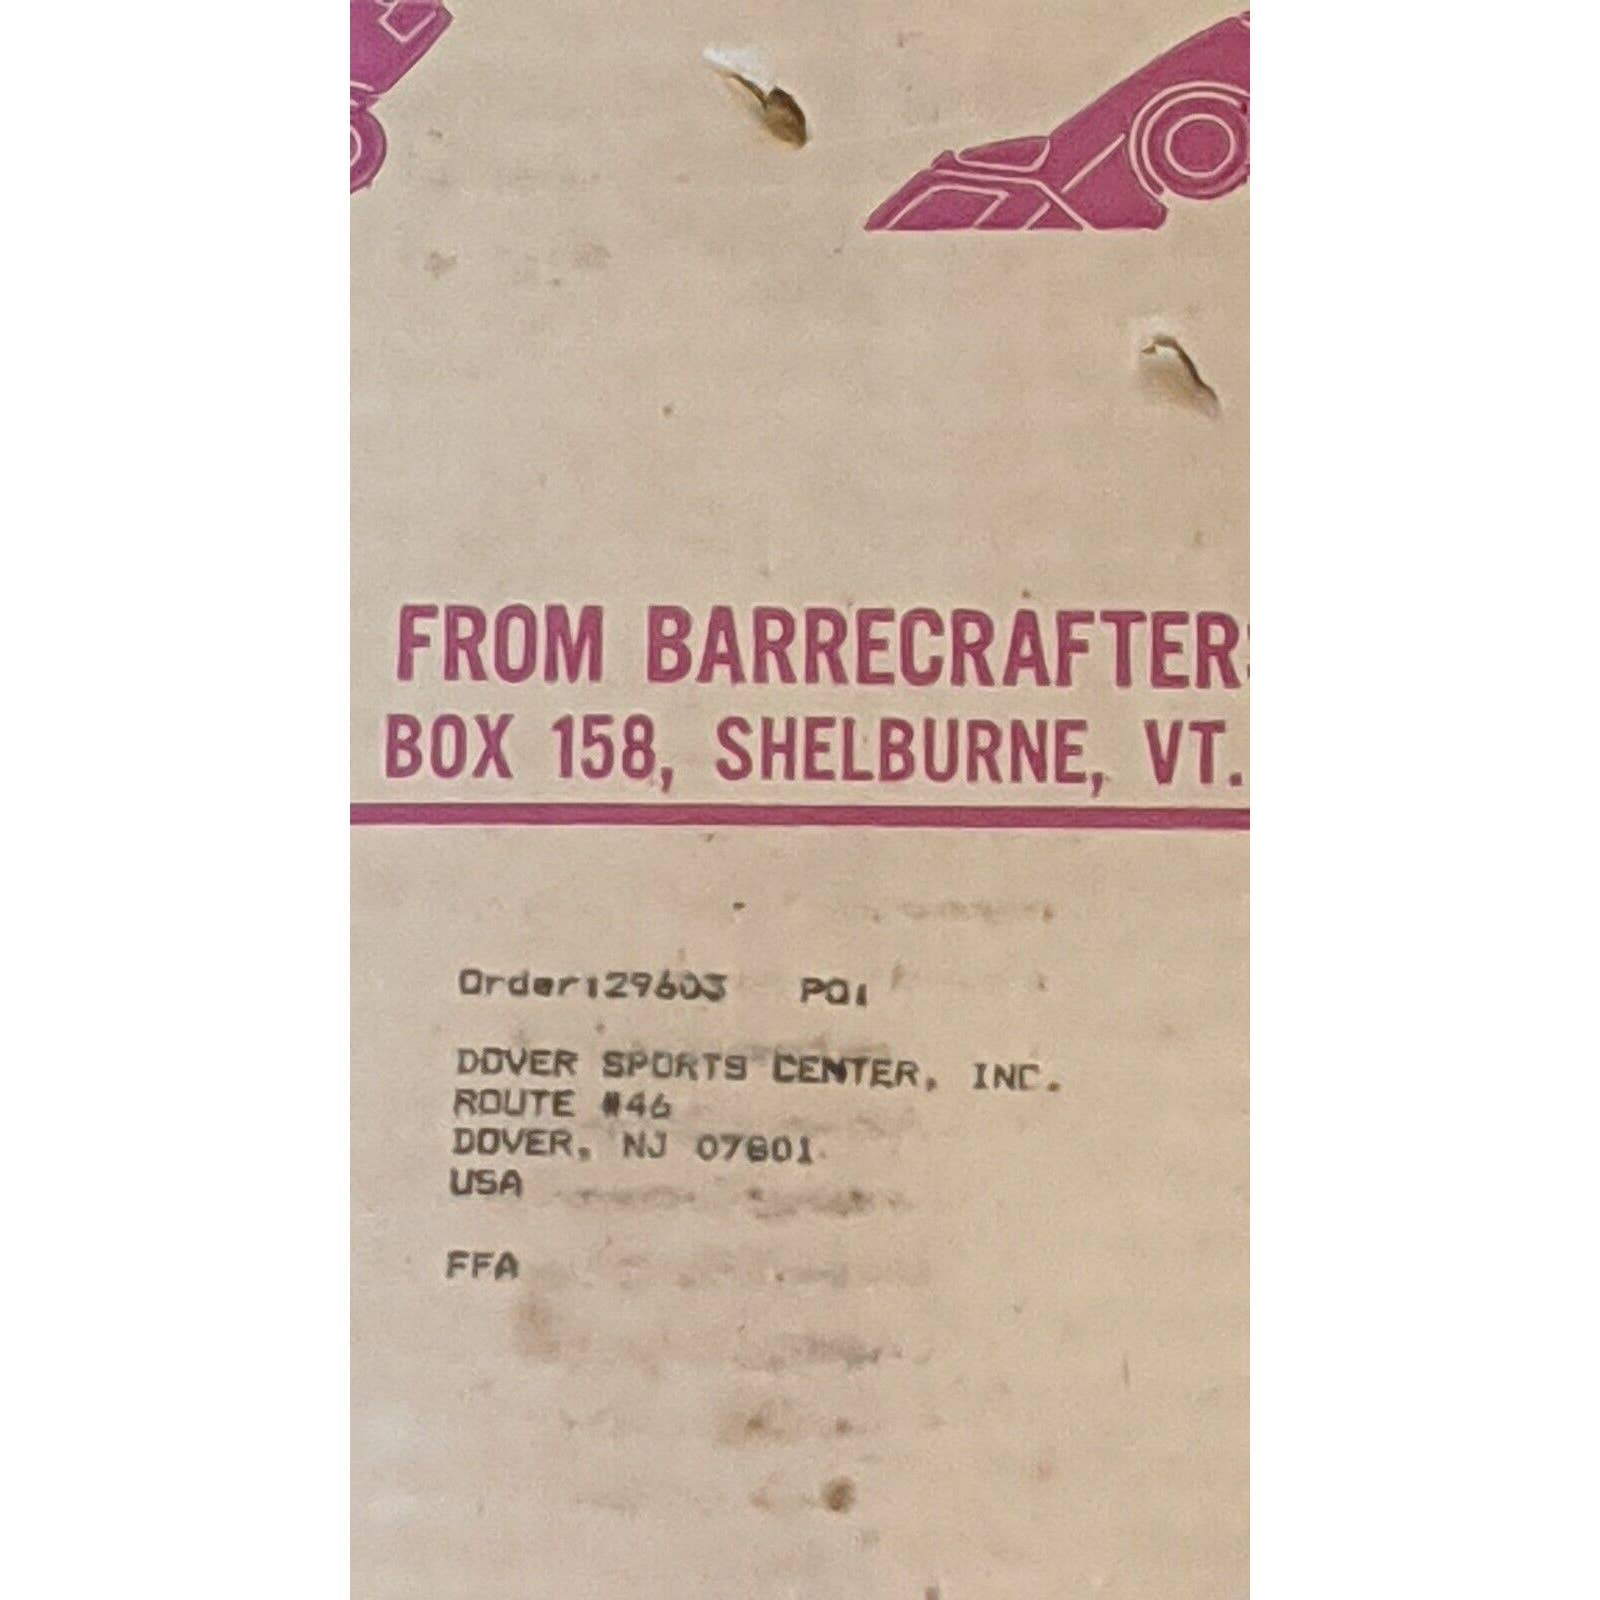 FROM BARRECRAFTERS
BOX 158, SHELBURNE, VT.
Order:29603 PO:
DOVER SPORTS CENTER, INC.
ROUTE #46
DOVER, NJ 07801
USA
FFA